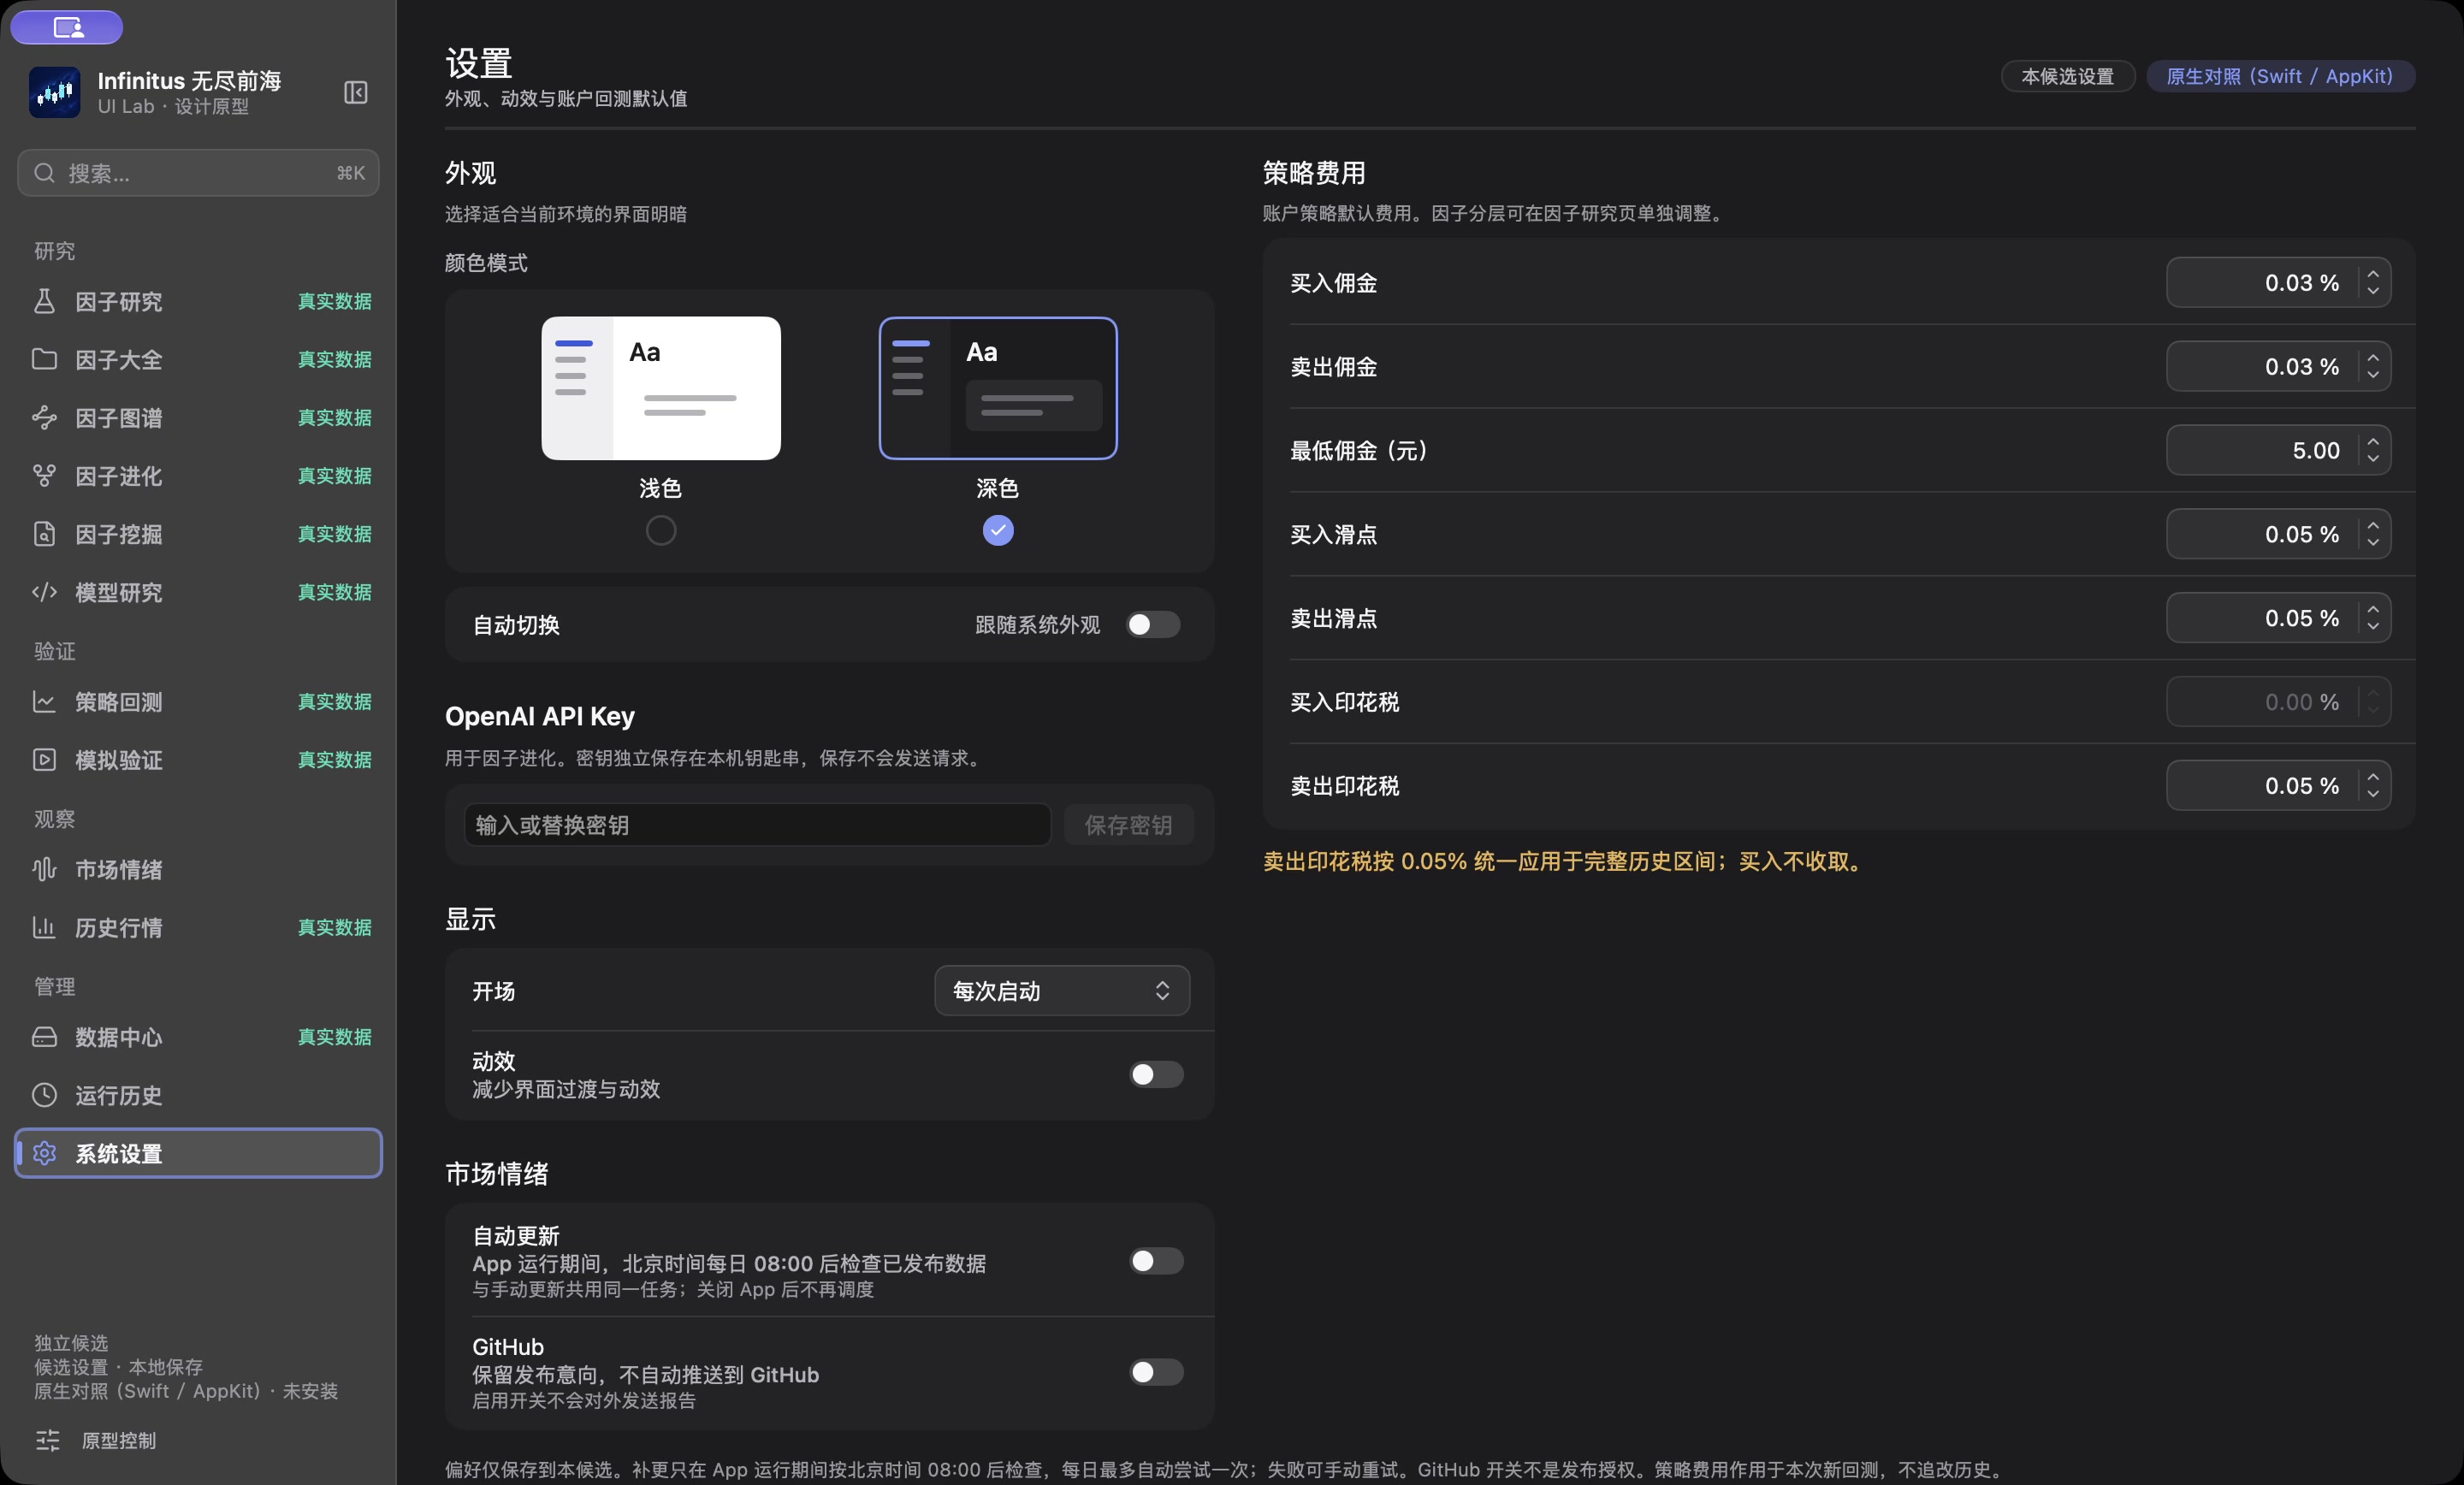 Infinitus 无尽前海
UI Lab · 设计原型
搜索... ⌘K
研究
因子研究 真实数据
因子大全 真实数据
因子图谱 真实数据
因子进化 真实数据
因子挖掘 真实数据
模型研究 真实数据
验证
策略回测 真实数据
模拟验证 真实数据
观察
市场情绪
历史行情 真实数据
管理
数据中心 真实数据
运行历史
系统设置
独立候选
候选设置 · 本地保存
原生对照 (Swift / AppKit) · 未安装
原型控制
设置
外观、动效与账户回测默认值
本候选设置 原生对照 (Swift / AppKit)
外观
选择适合当前环境的界面明暗
颜色模式
Aa Aa
浅色 深色
自动切换 跟随系统外观
OpenAI API Key
用于因子进化。密钥独立保存在本机钥匙串，保存不会发送请求。
输入或替换密钥 保存密钥
显示
开场 每次启动
动效
减少界面过渡与动效
市场情绪
自动更新
App 运行期间，北京时间每日 08:00 后检查已发布数据
与手动更新共用同一任务；关闭 App 后不再调度
GitHub
保留发布意向，不自动推送到 GitHub
启用开关不会对外发送报告
策略费用
账户策略默认费用。因子分层可在因子研究页单独调整。
买入佣金 0.03 %
卖出佣金 0.03 %
最低佣金（元） 5.00
买入滑点 0.05 %
卖出滑点 0.05 %
买入印花税 0.00 %
卖出印花税 0.05 %
卖出印花税按 0.05% 统一应用于完整历史区间；买入不收取。
偏好仅保存到本候选。补更只在 App 运行期间按北京时间 08:00 后检查，每日最多自动尝试一次；失败可手动重试。GitHub 开关不是发布授权。策略费用作用于本次新回测，不追改历史。